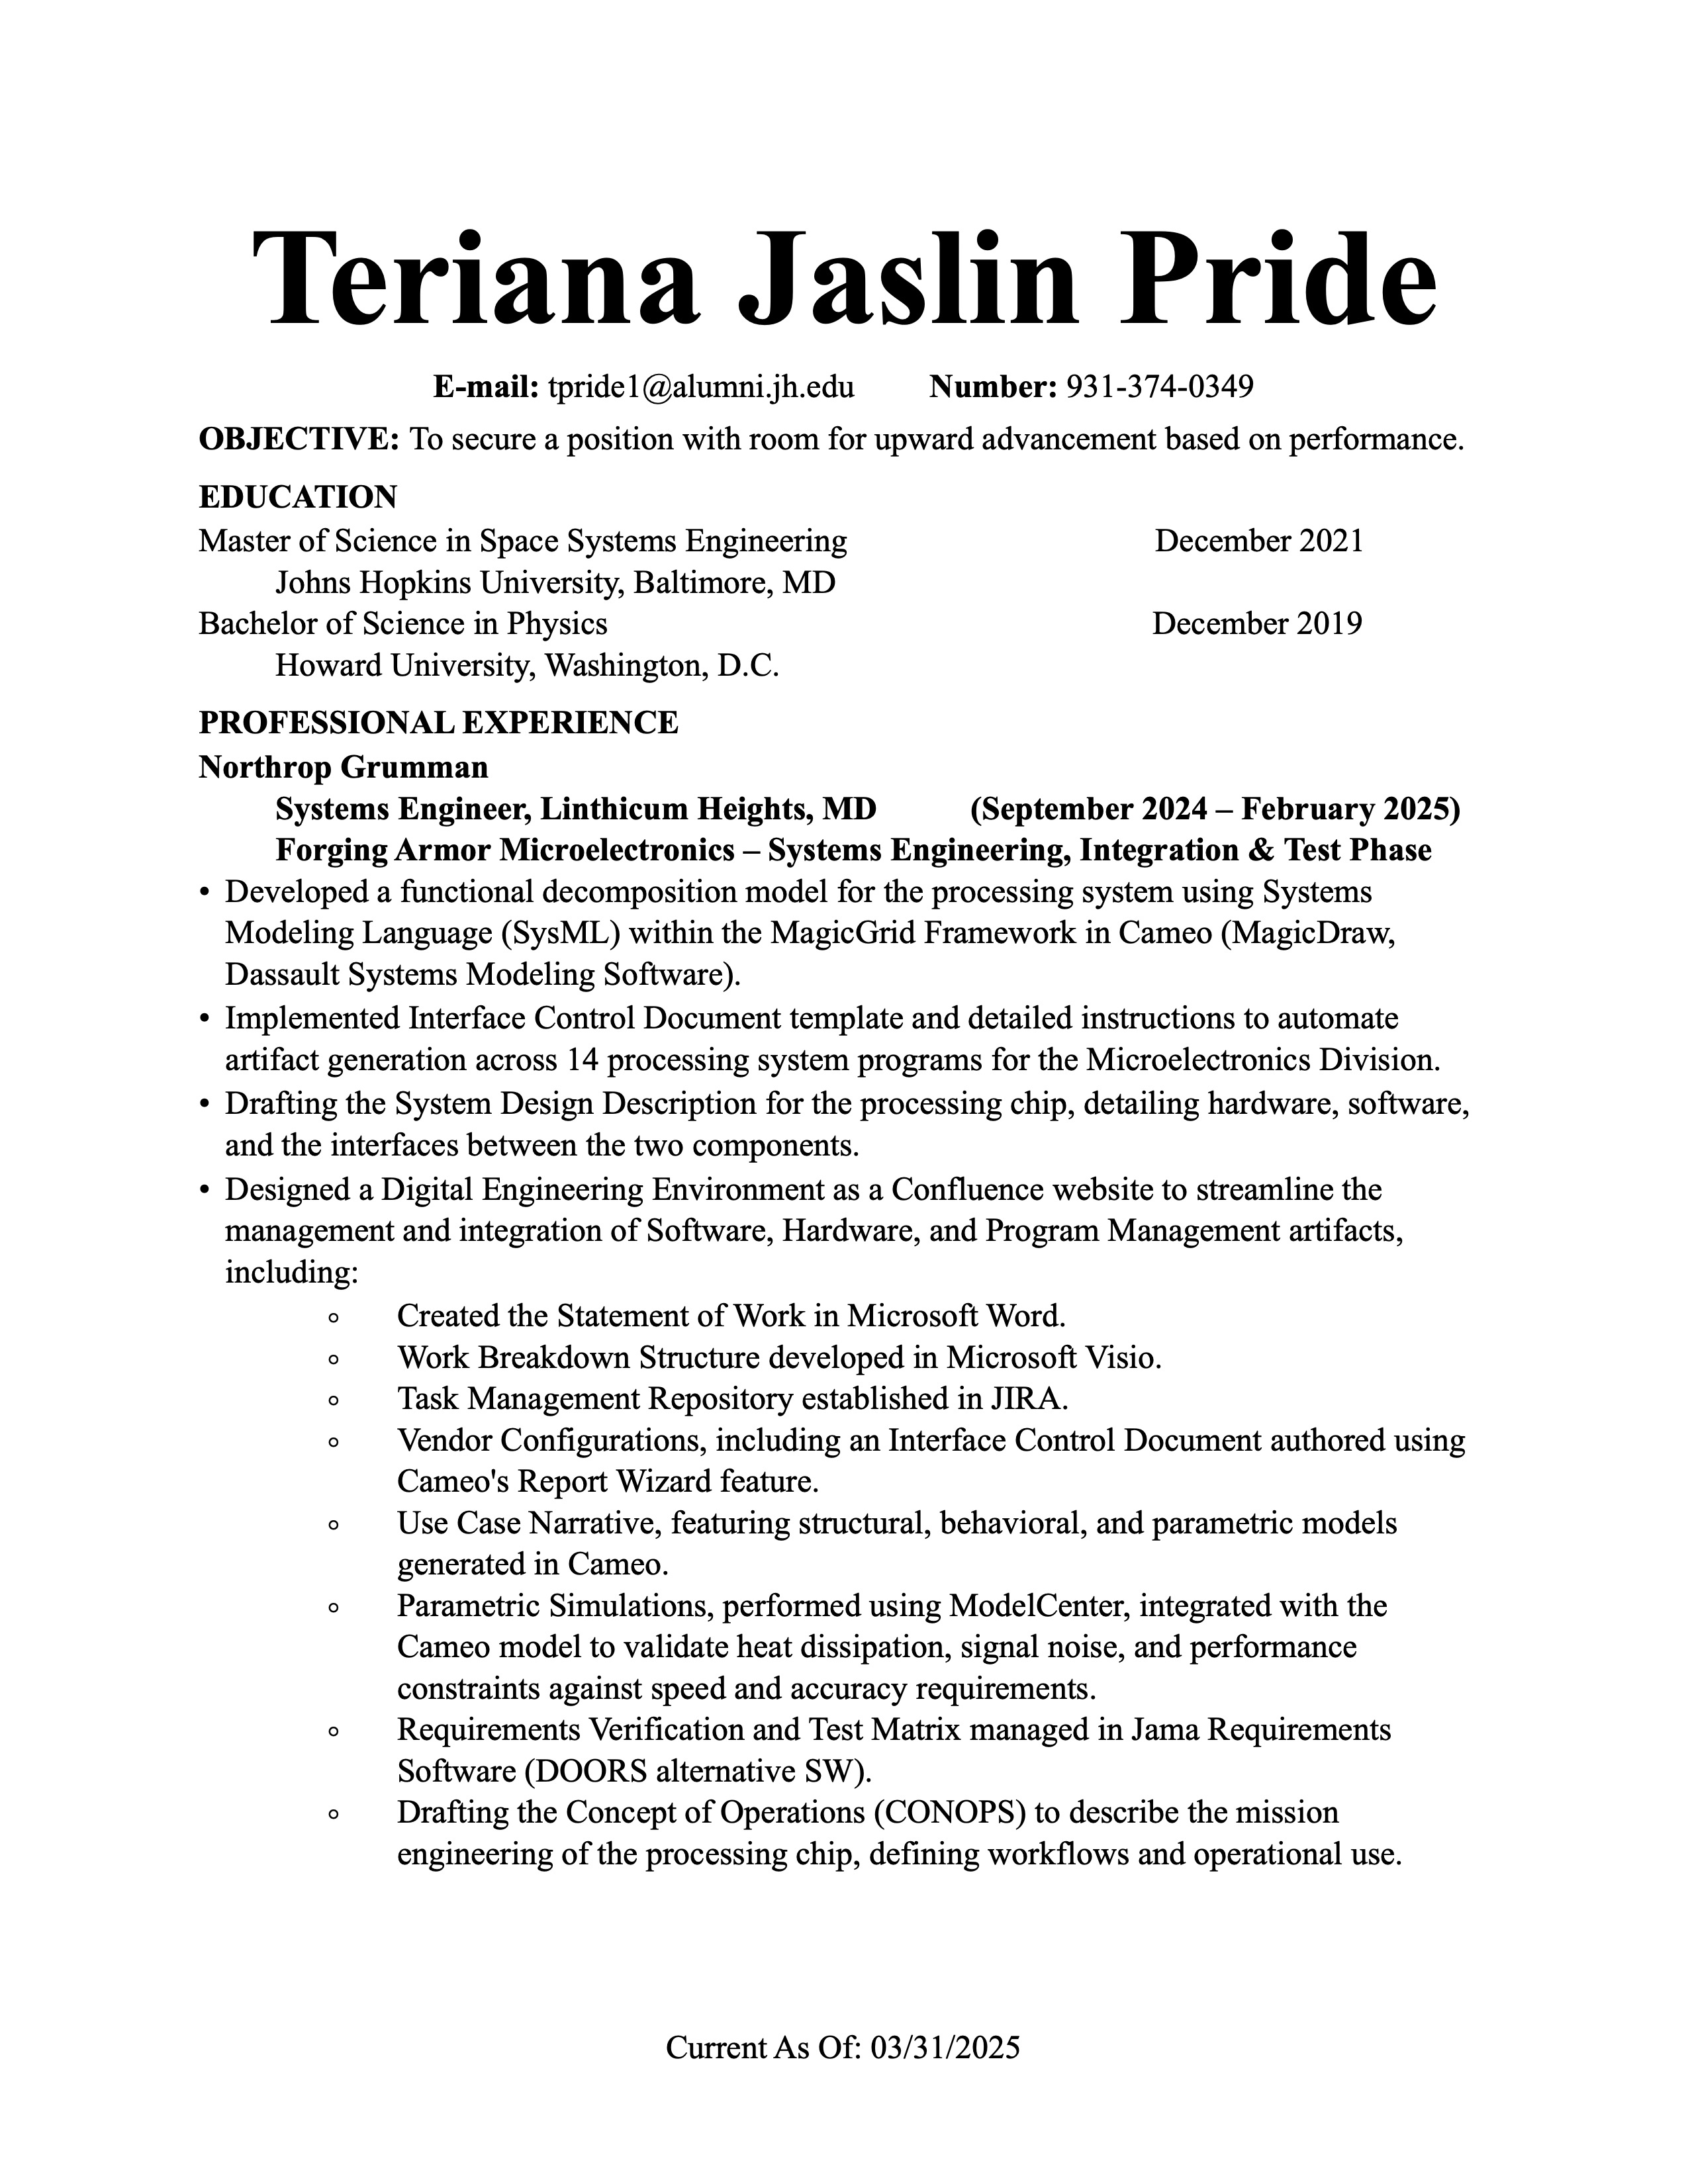 Teriana Jaslin Pride
E-mail: tpride1@alumni.jh.edu Number: 931-374-0349
OBJECTIVE: To secure a position with room for upward advancement based on performance.
EDUCATION
Master of Science in Space Systems Engineering December 2021
Johns Hopkins University, Baltimore, MD
Bachelor of Science in Physics December 2019
Howard University, Washington, D.C.
PROFESSIONAL EXPERIENCE
Northrop Grumman
Systems Engineer, Linthicum Heights, MD (September 2024 – February 2025)
Forging Armor Microelectronics – Systems Engineering, Integration & Test Phase
• Developed a functional decomposition model for the processing system using Systems
Modeling Language (SysML) within the MagicGrid Framework in Cameo (MagicDraw,
Dassault Systems Modeling Software).
• Implemented Interface Control Document template and detailed instructions to automate
artifact generation across 14 processing system programs for the Microelectronics Division.
• Drafting the System Design Description for the processing chip, detailing hardware, software,
and the interfaces between the two components.
• Designed a Digital Engineering Environment as a Confluence website to streamline the
management and integration of Software, Hardware, and Program Management artifacts,
including:
◦ Created the Statement of Work in Microsoft Word.
◦ Work Breakdown Structure developed in Microsoft Visio.
◦ Task Management Repository established in JIRA.
◦ Vendor Configurations, including an Interface Control Document authored using
Cameo's Report Wizard feature.
◦ Use Case Narrative, featuring structural, behavioral, and parametric models
generated in Cameo.
◦ Parametric Simulations, performed using ModelCenter, integrated with the
Cameo model to validate heat dissipation, signal noise, and performance
constraints against speed and accuracy requirements.
◦ Requirements Verification and Test Matrix managed in Jama Requirements
Software (DOORS alternative SW).
◦ Drafting the Concept of Operations (CONOPS) to describe the mission
engineering of the processing chip, defining workflows and operational use.
Current As Of: 03/31/2025